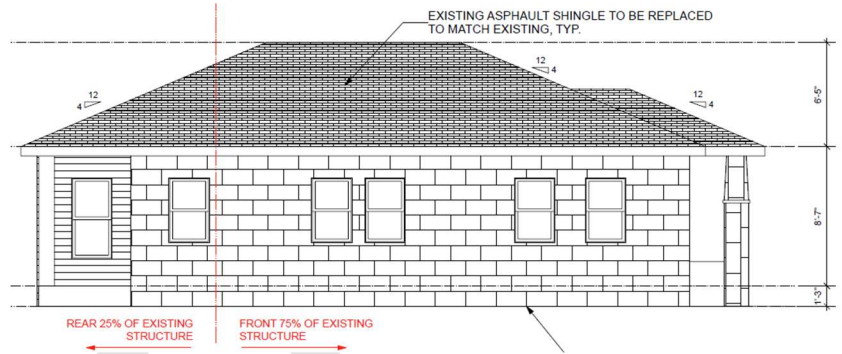 EXISTING ASPHAULT SHINGLE TO BE REPLACED
TO MATCH EXISTING, TYP.
12
4
12
4
12
4
6'-5"
8'-7"
1'-3"
REAR 25% OF EXISTING
STRUCTURE
FRONT 75% OF EXISTING
STRUCTURE